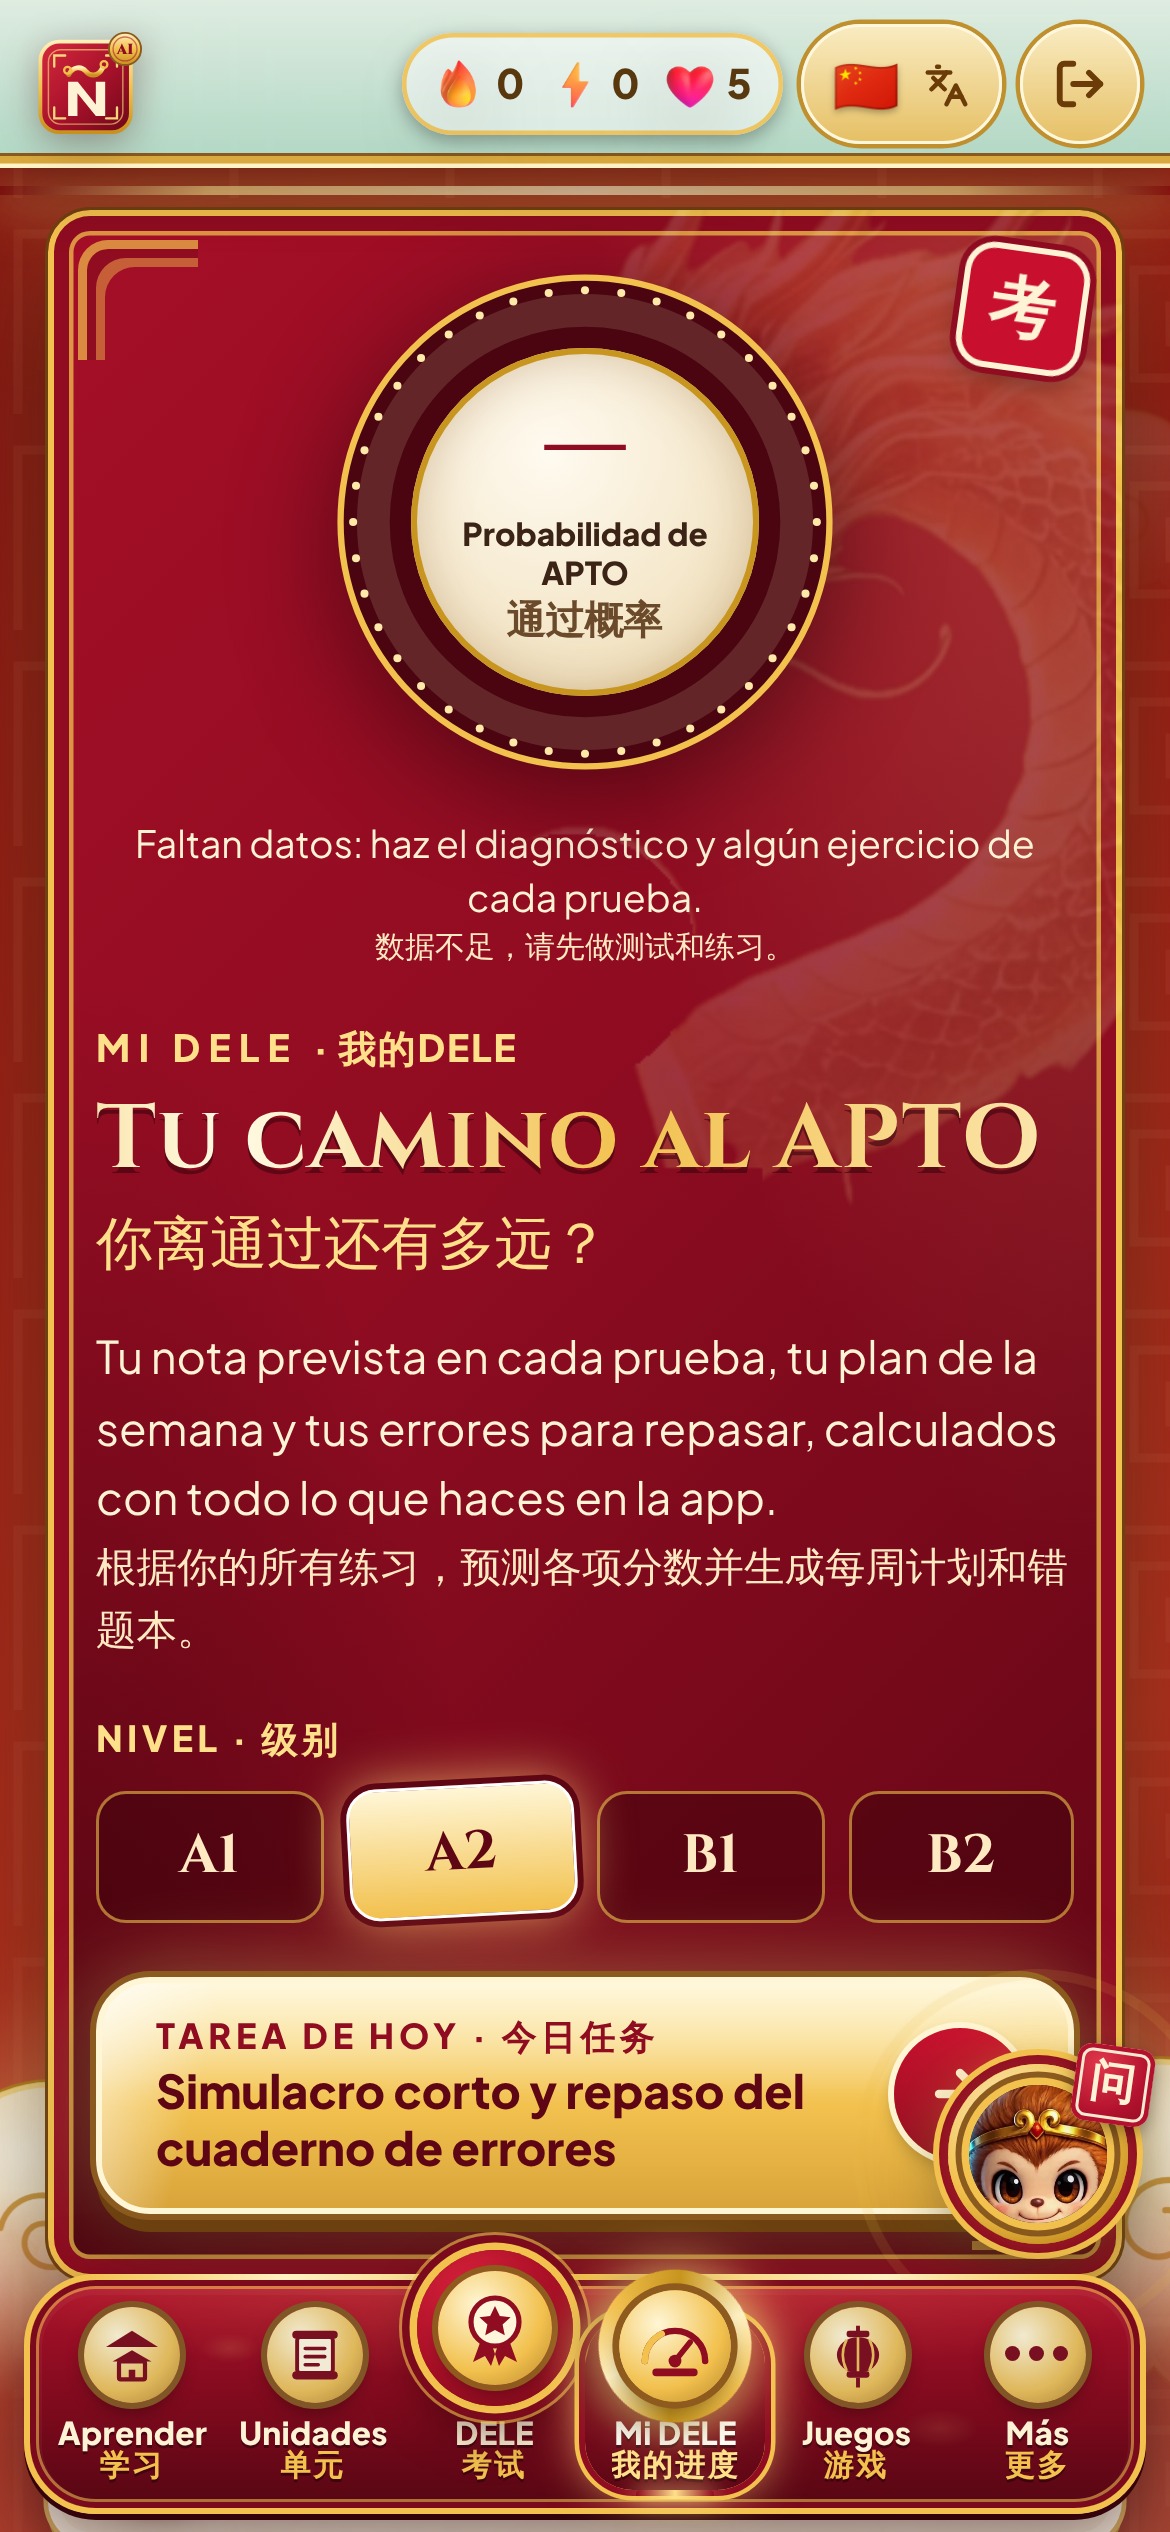 AI
Ñ
0
0
5
考
—
Probabilidad de
APTO
通过概率
Faltan datos: haz el diagnóstico y algún ejercicio de
cada prueba.
数据不足，请先做测试和练习。
MI DELE · 我的DELE
TU CAMINO AL APTO
你离通过还有多远？
Tu nota prevista en cada prueba, tu plan de la
semana y tus errores para repasar, calculados
con todo lo que haces en la app.
根据你的所有练习，预测各项分数并生成每周计划和错
题本。
NIVEL · 级别
A1
A2
B1
B2
TAREA DE HOY · 今日任务
Simulacro corto y repaso del
cuaderno de errores
问
Aprender
学习
Unidades
单元
DELE
考试
Mi DELE
我的进度
Juegos
游戏
Más
更多